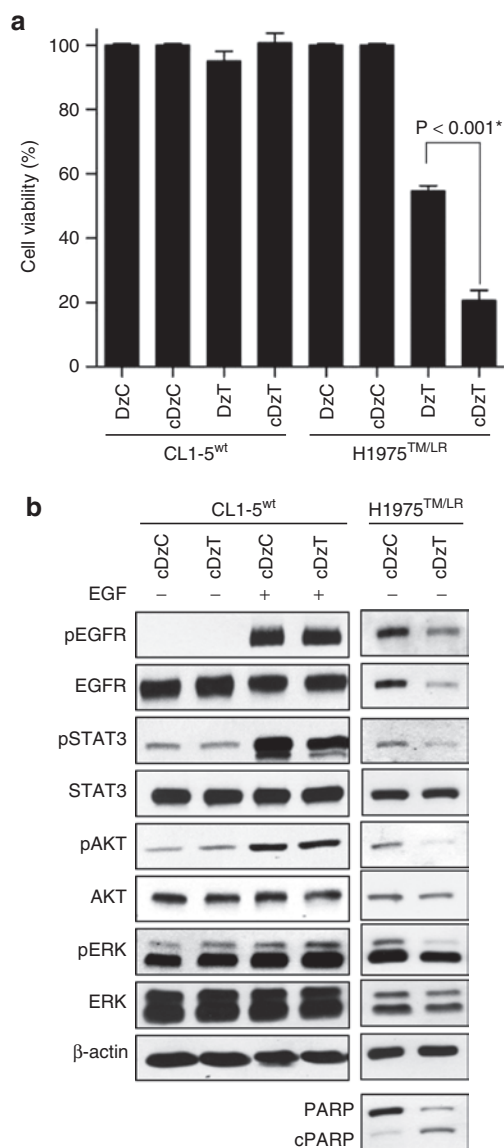 a
100
80
60
40
20
0
Cell viability (%)
P < 0.001*
DzC cDzC DzT cDzT DzC cDzC DzT cDzT
CL1-5wt H1975TM/LR
b
CL1-5wt H1975TM/LR
cDzC cDzT cDzC cDzT cDzC cDzT
EGF – – + + – –
pEGFR
EGFR
pSTAT3
STAT3
pAKT
AKT
pERK
ERK
β-actin
PARP
cPARP